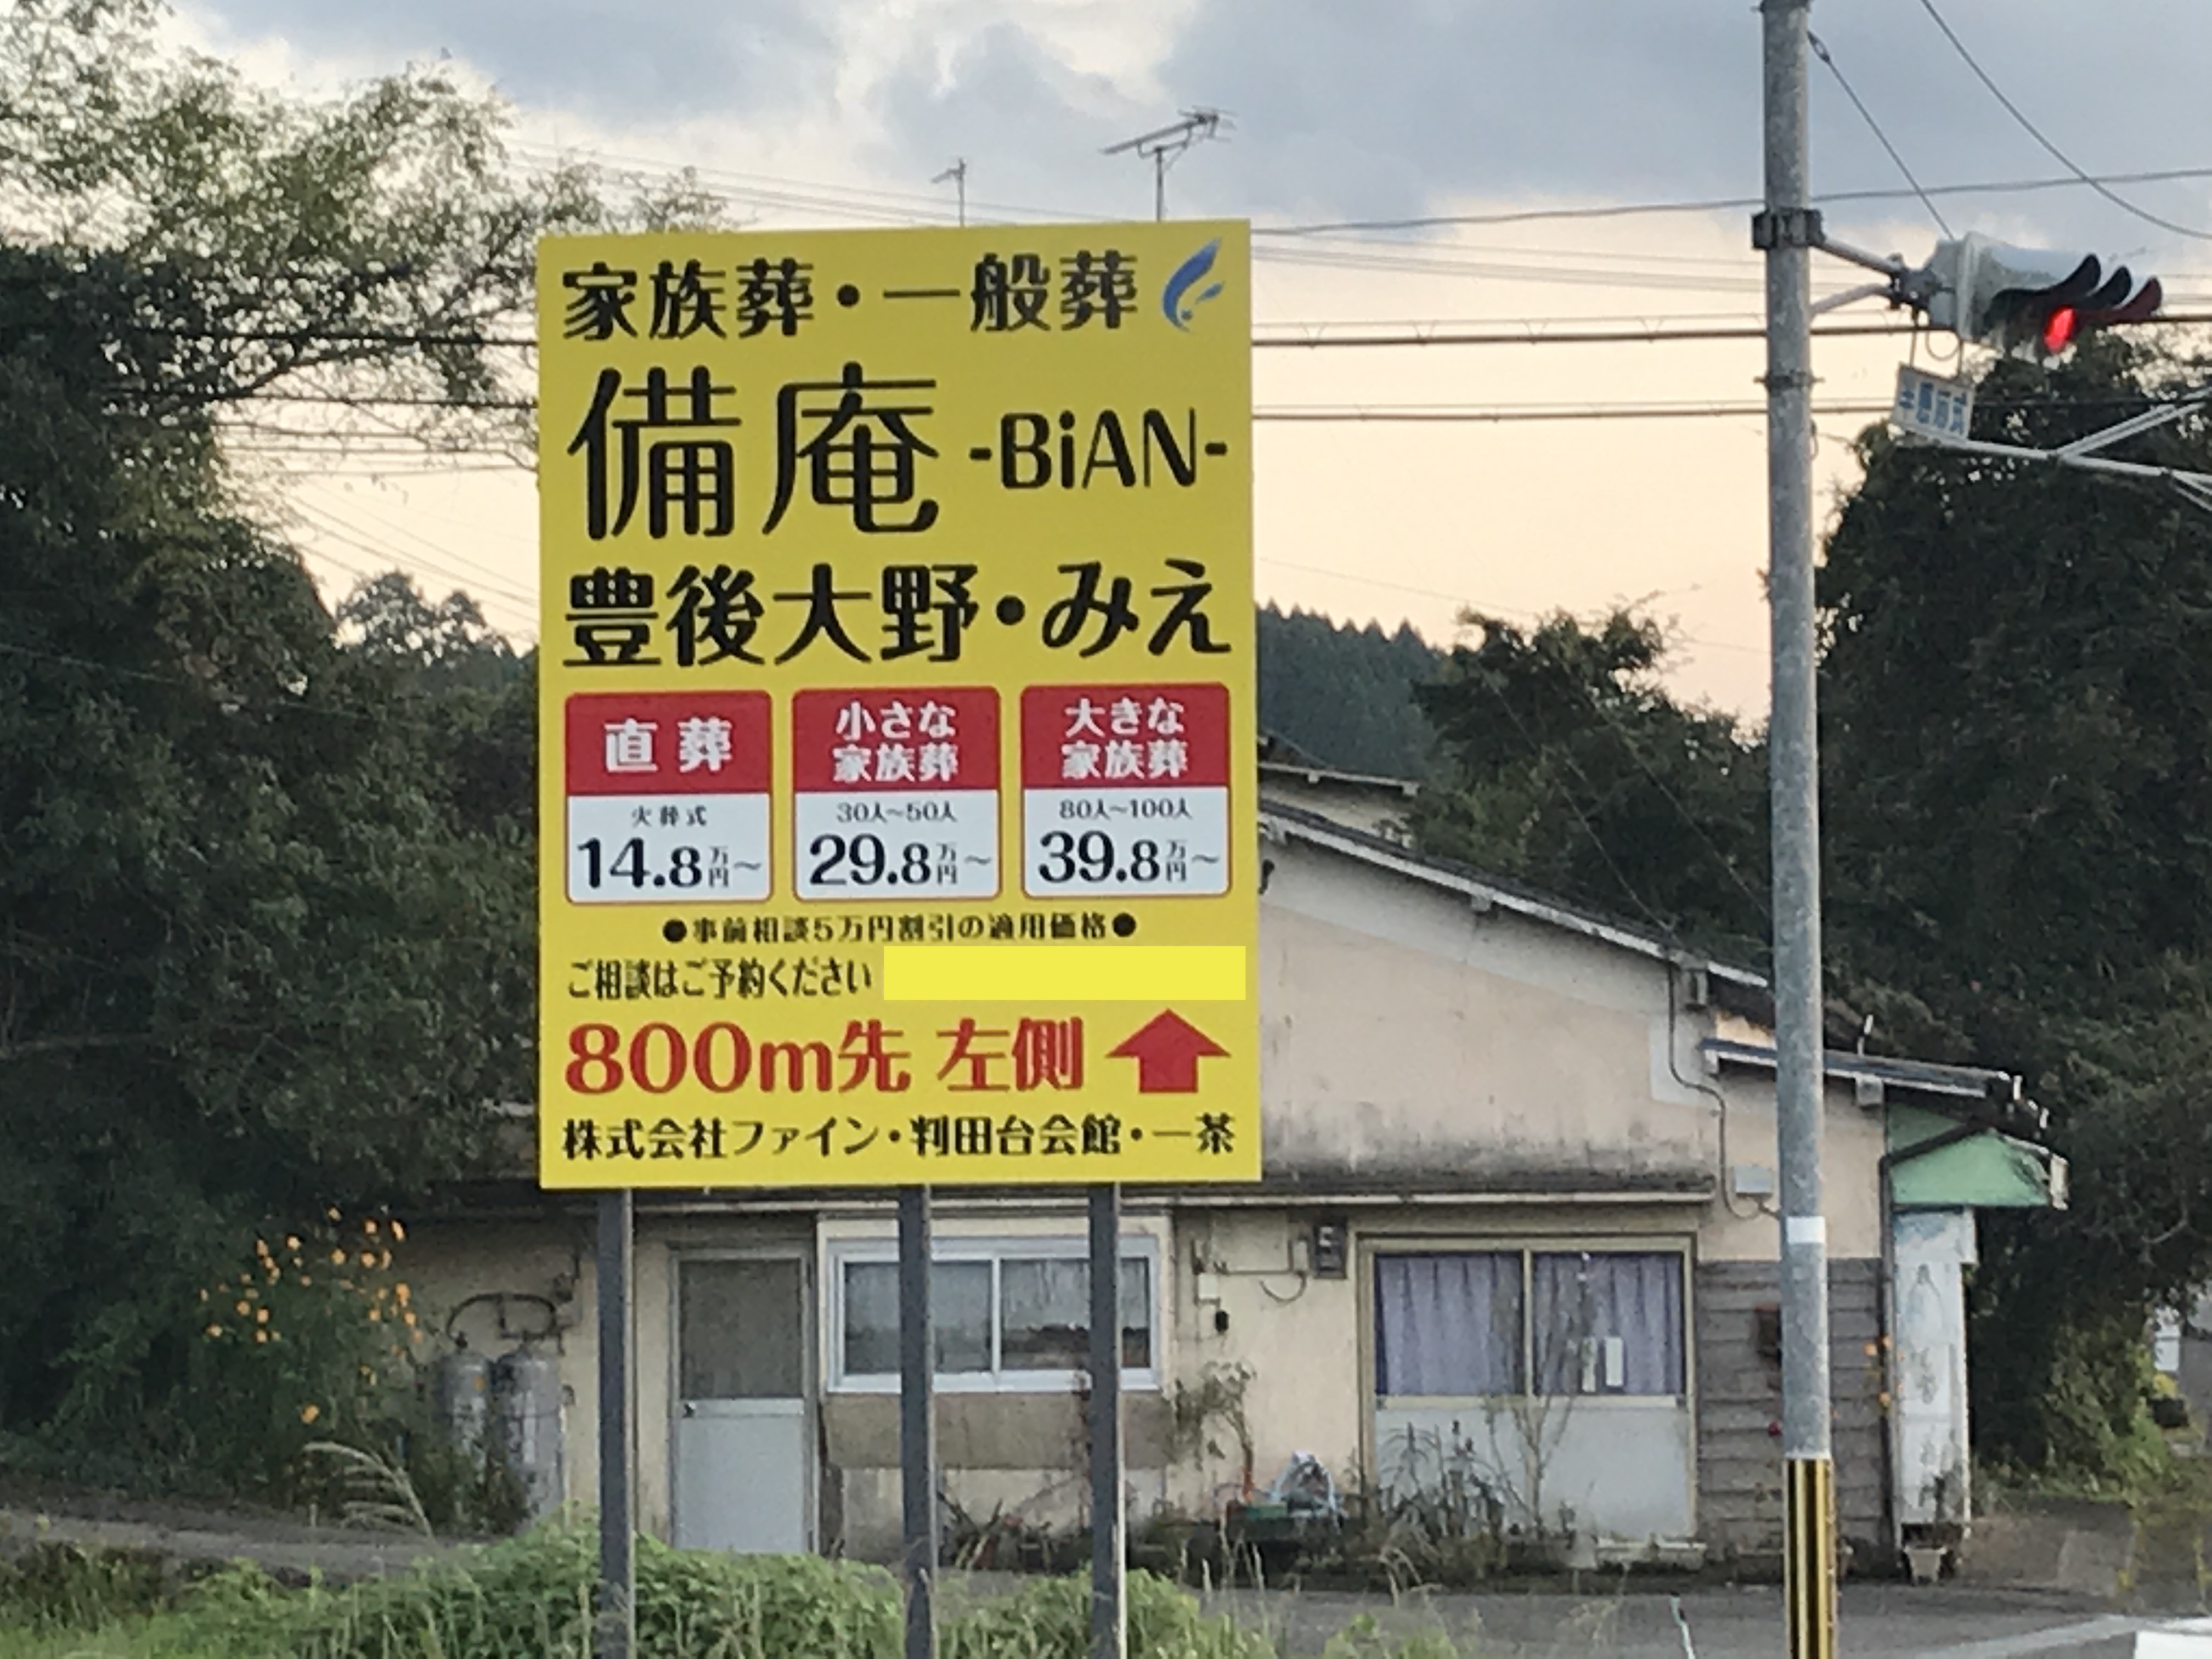 家族葬・一般葬
備庵 -BiAN-
豊後大野・みえ
直葬
火葬式
14.8万円～
小さな
家族葬
30人～50人
29.8万円～
大きな
家族葬
80人～100人
39.8万円～
●事前相談5万円割引の適用価格●
ご相談はご予約ください
800m先 左側
株式会社ファイン・判田台会館・一茶
半感応式